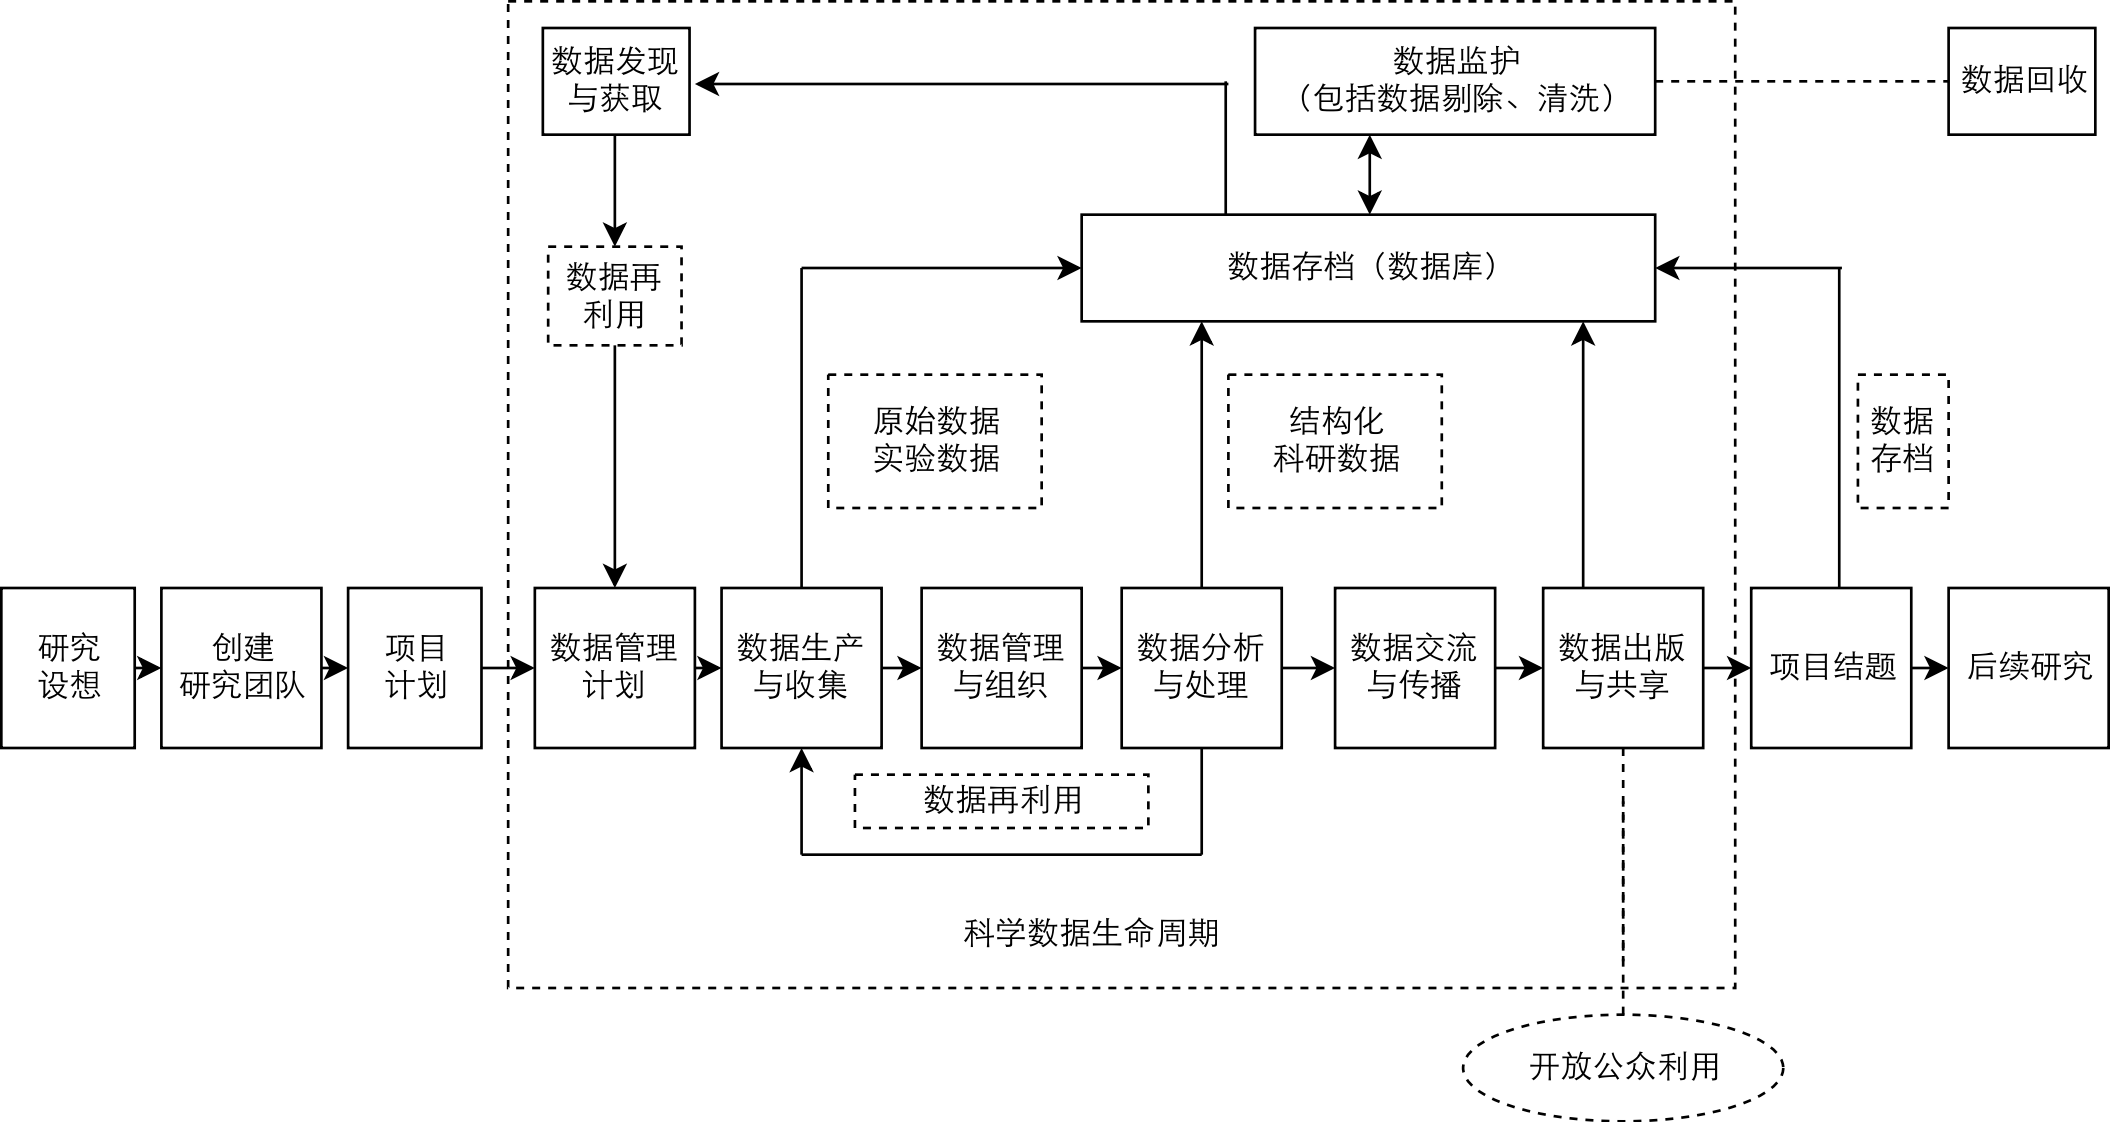 数据发现
与获取
数据监护
（包括数据剔除、清洗）
数据回收
数据再
利用
数据存档（数据库）
原始数据
实验数据
结构化
科研数据
数据
存档
研究
设想
创建
研究团队
项目
计划
数据管理
计划
数据生产
与收集
数据管理
与组织
数据分析
与处理
数据交流
与传播
数据出版
与共享
项目结题
后续研究
数据再利用
科学数据生命周期
开放公众利用